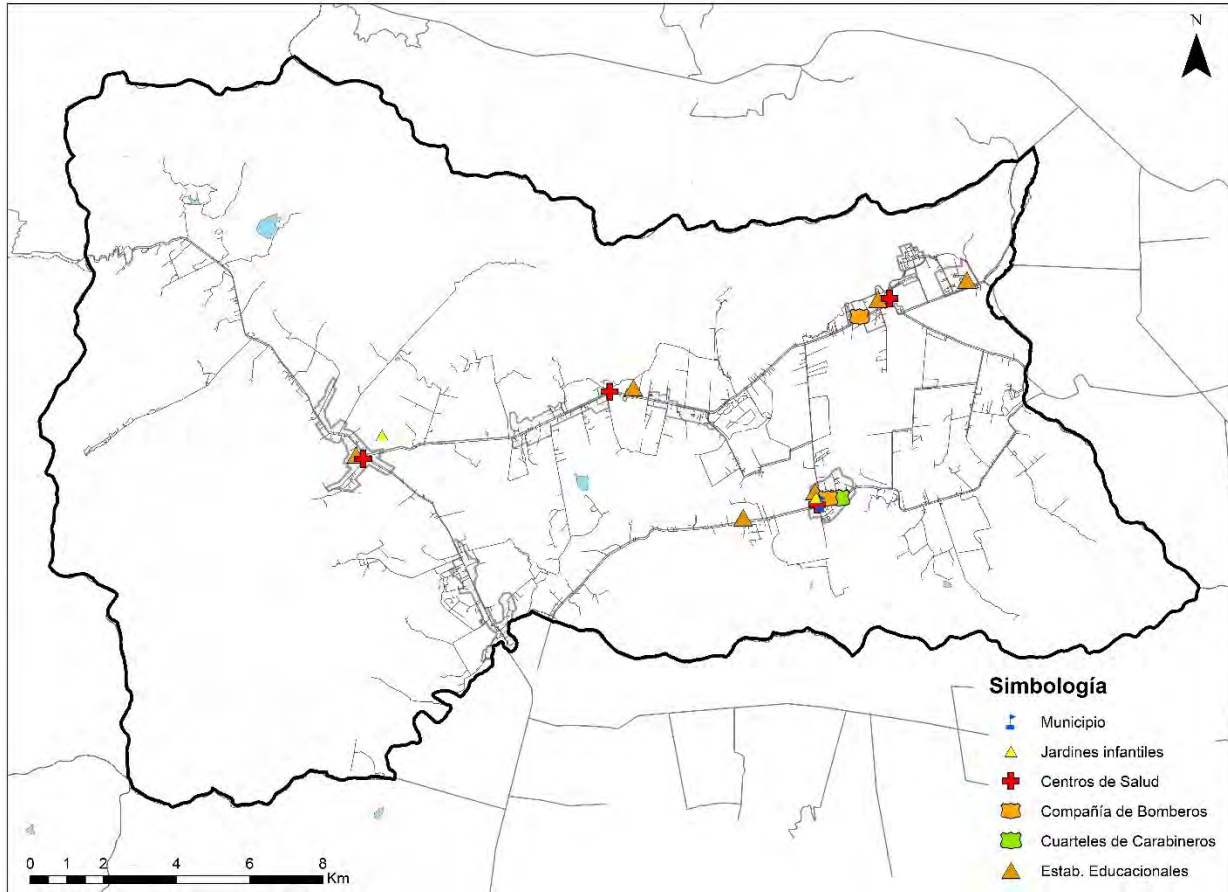 N
Simbología
Municipio
Jardines infantiles
Centros de Salud
Compañía de Bomberos
Cuarteles de Carabineros
Estab. Educacionales
0 1 2 4 6 8
Km